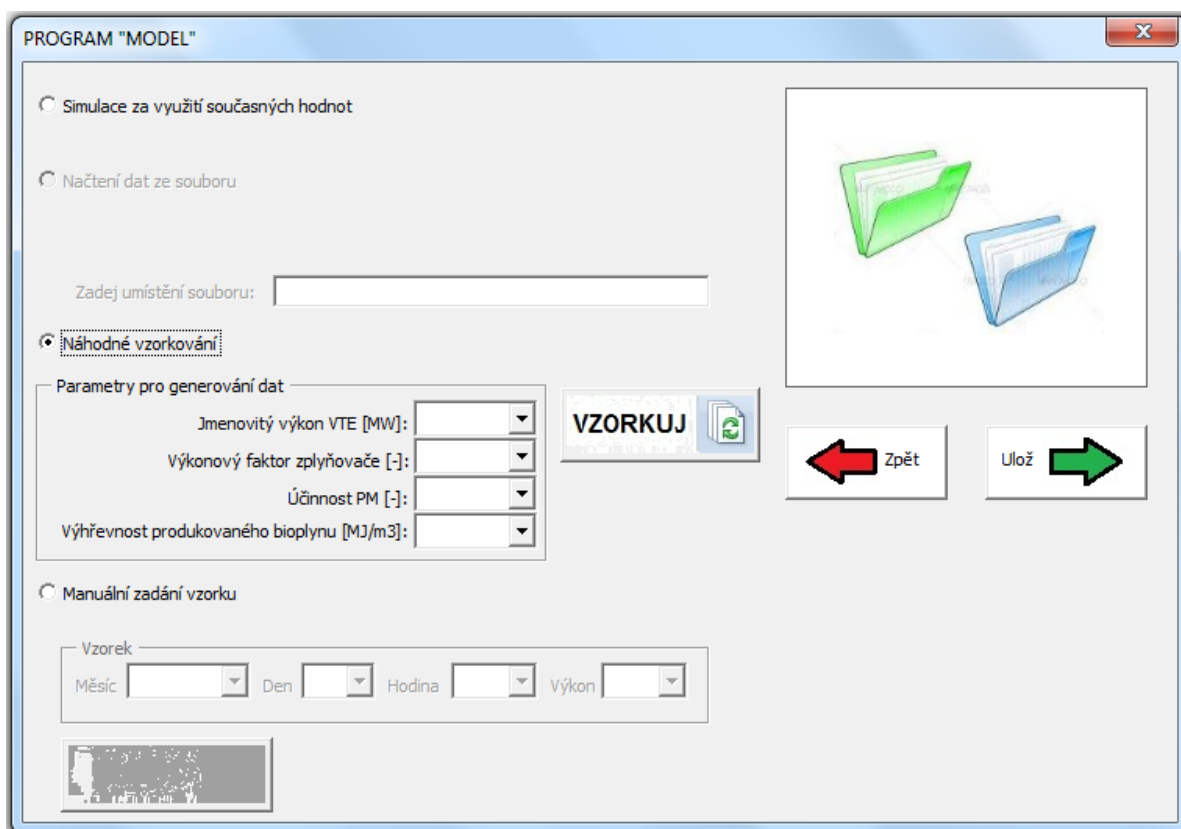 PROGRAM "MODEL"
Simulace za využití současných hodnot
Načtení dat ze souboru
Zadej umístění souboru:
Náhodné vzorkování
Parametry pro generování dat
Jmenovitý výkon VTE [MW]:
Výkonový faktor zplyňovače [-]:
Účinnost PM [-]:
Výhřevnost produkovaného bioplynu [MJ/m3]:
VZORKUJ
Zpět
Ulož
Manuální zadání vzorku
Vzorek
Měsíc Den Hodina Výkon